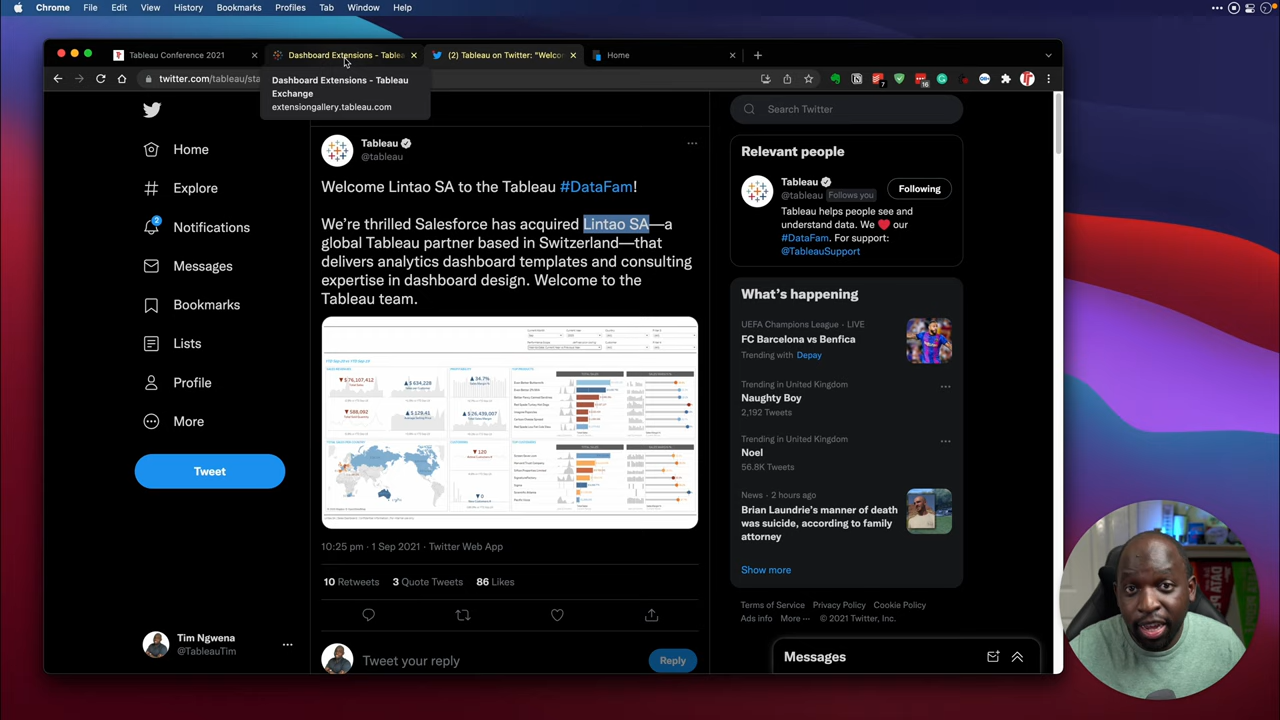 Chrome File Edit View History Bookmarks Profiles Tab Window Help
Tableau Conference 2021
Dashboard Extensions - Tablea
(2) Tableau on Twitter: "Welco
Home
twitter.com/tableau/sta
7
16
Dashboard Extensions - Tableau
Exchange
extensiongallery.tableau.com
Home
Explore
2
Notifications
Messages
Bookmarks
Lists
Profile
More
Tweet
Tim Ngwena
@TableauTim
Tableau
@tableau
Welcome Lintao SA to the Tableau #DataFam!
We're thrilled Salesforce has acquired Lintao SA—a
global Tableau partner based in Switzerland—that
delivers analytics dashboard templates and consulting
expertise in dashboard design. Welcome to the
Tableau team.
10:25 pm · 1 Sep 2021 · Twitter Web App
10 Retweets 3 Quote Tweets 86 Likes
Tweet your reply
Reply
Search Twitter
Relevant people
Tableau
@tableau Follows you
Following
Tableau helps people see and
understand data. We ❤️ our
#DataFam. For support:
@TableauSupport
What's happening
UEFA Champions League · LIVE
FC Barcelona vs Benfica
Trending with Depay
Trending in United Kingdom
Naughty Boy
2,192 Tweets
Trending in United Kingdom
Noel
56.8K Tweets
News · 2 hours ago
Brian Laundrie's manner of death
was suicide, according to family
attorney
Show more
Terms of Service Privacy Policy Cookie Policy
Ads info More ··· © 2021 Twitter, Inc.
Messages